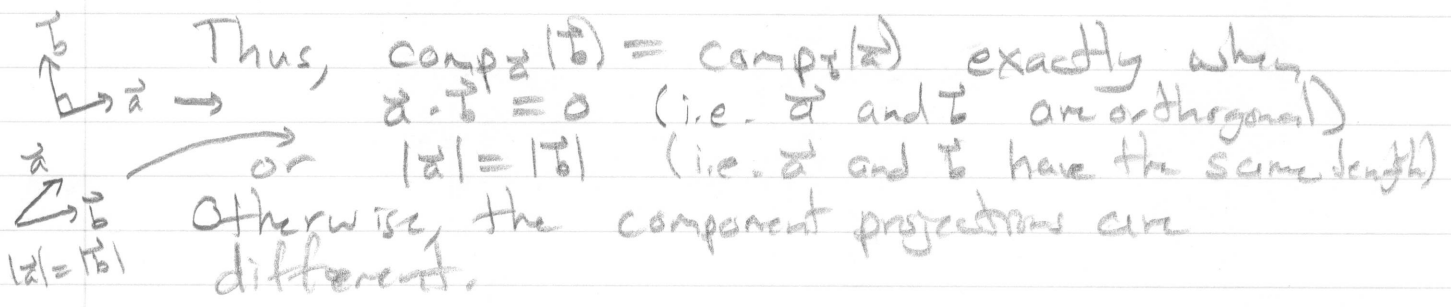 b⃗ Thus, comp_a⃗(b⃗) = comp_b⃗(a⃗) exactly when
a⃗ → a⃗ · b⃗ = 0 (i.e. a⃗ and b⃗ are orthogonal)
a⃗ or |a⃗| = |b⃗| (i.e. a⃗ and b⃗ have the same length)
b⃗ Otherwise, the component projections are
|a⃗| = |b⃗| different.